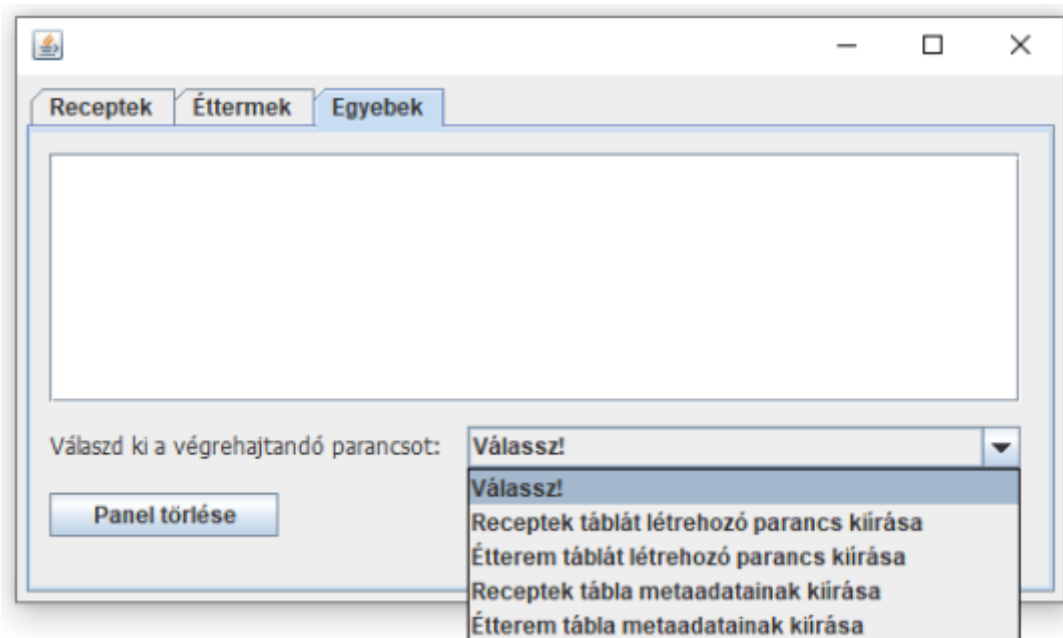 Receptek Éttermek Egyebek
Válaszd ki a végrehajtandó parancsot: Válassz!
Válassz!
Panel törlése
Receptek táblát létrehozó parancs kiírása
Étterem táblát létrehozó parancs kiírása
Receptek tábla metaadatainak kiírása
Étterem tábla metaadatainak kiírása